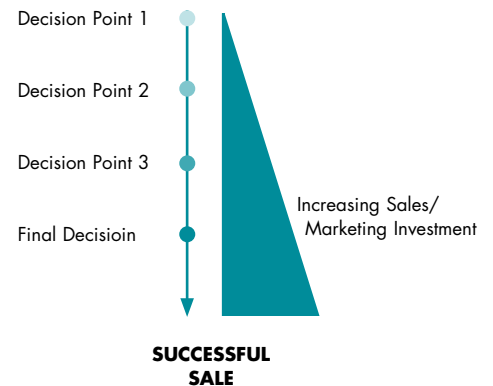 Decision Point 1
Decision Point 2
Decision Point 3
Increasing Sales/
Marketing Investment
Final Decisioin
SUCCESSFUL
SALE